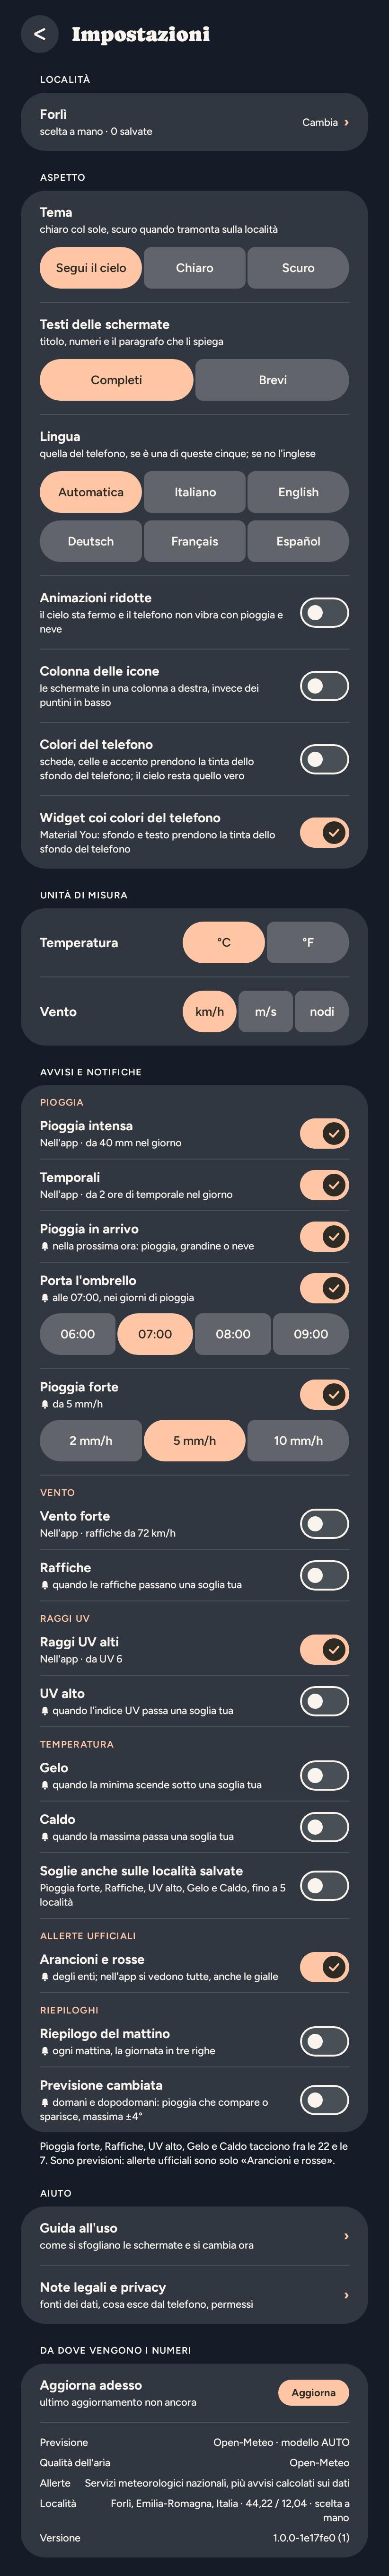 <
Impostazioni
LOCALITÀ
Forlì
scelta a mano · 0 salvate
Cambia ›
ASPETTO
Tema
chiaro col sole, scuro quando tramonta sulla località
Segui il cielo
Chiaro
Scuro
Testi delle schermate
titolo, numeri e il paragrafo che li spiega
Completi
Brevi
Lingua
quella del telefono, se è una di queste cinque; se no l'inglese
Automatica
Italiano
English
Deutsch
Français
Español
Animazioni ridotte
il cielo sta fermo e il telefono non vibra con pioggia e
neve
Colonna delle icone
le schermate in una colonna a destra, invece dei
puntini in basso
Colori del telefono
schede, celle e accento prendono la tinta dello
sfondo del telefono; il cielo resta quello vero
Widget coi colori del telefono
Material You: sfondo e testo prendono la tinta dello
sfondo del telefono
UNITÀ DI MISURA
Temperatura
°C
°F
Vento
km/h
m/s
nodi
AVVISI E NOTIFICHE
PIOGGIA
Pioggia intensa
Nell'app · da 40 mm nel giorno
Temporali
Nell'app · da 2 ore di temporale nel giorno
Pioggia in arrivo
nella prossima ora: pioggia, grandine o neve
Porta l'ombrello
alle 07:00, nei giorni di pioggia
06:00
07:00
08:00
09:00
Pioggia forte
da 5 mm/h
2 mm/h
5 mm/h
10 mm/h
VENTO
Vento forte
Nell'app · raffiche da 72 km/h
Raffiche
quando le raffiche passano una soglia tua
RAGGI UV
Raggi UV alti
Nell'app · da UV 6
UV alto
quando l'indice UV passa una soglia tua
TEMPERATURA
Gelo
quando la minima scende sotto una soglia tua
Caldo
quando la massima passa una soglia tua
Soglie anche sulle località salvate
Pioggia forte, Raffiche, UV alto, Gelo e Caldo, fino a 5
località
ALLERTE UFFICIALI
Arancioni e rosse
degli enti; nell'app si vedono tutte, anche le gialle
RIEPILOGHI
Riepilogo del mattino
ogni mattina, la giornata in tre righe
Previsione cambiata
domani e dopodomani: pioggia che compare o
sparisce, massima ±4°
Pioggia forte, Raffiche, UV alto, Gelo e Caldo tacciono fra le 22 e le
7. Sono previsioni: allerte ufficiali sono solo «Arancioni e rosse».
AIUTO
Guida all'uso
come si sfogliano le schermate e si cambia ora
›
Note legali e privacy
fonti dei dati, cosa esce dal telefono, permessi
›
DA DOVE VENGONO I NUMERI
Aggiorna adesso
ultimo aggiornamento non ancora
Aggiorna
Previsione Open-Meteo · modello AUTO
Qualità dell'aria Open-Meteo
Allerte Servizi meteorologici nazionali, più avvisi calcolati sui dati
Località Forlì, Emilia-Romagna, Italia · 44,22 / 12,04 · scelta a
mano
Versione 1.0.0-1e17fe0 (1)